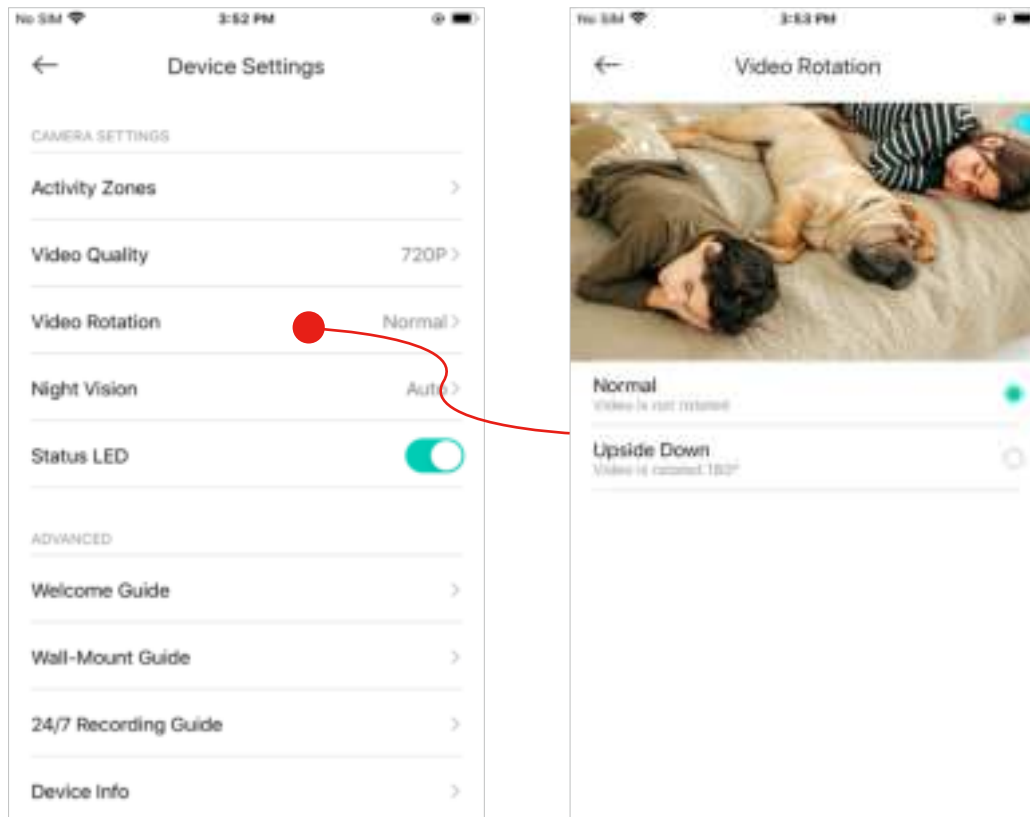 No SIM 3:52 PM
Device Settings
CAMERA SETTINGS
Activity Zones
Video Quality 720P
Video Rotation Normal
Night Vision Auto
Status LED
ADVANCED
Welcome Guide
Wall-Mount Guide
24/7 Recording Guide
Device Info
No SIM 3:53 PM
Video Rotation
Normal
Video is not rotated
Upside Down
Video is rotated 180°